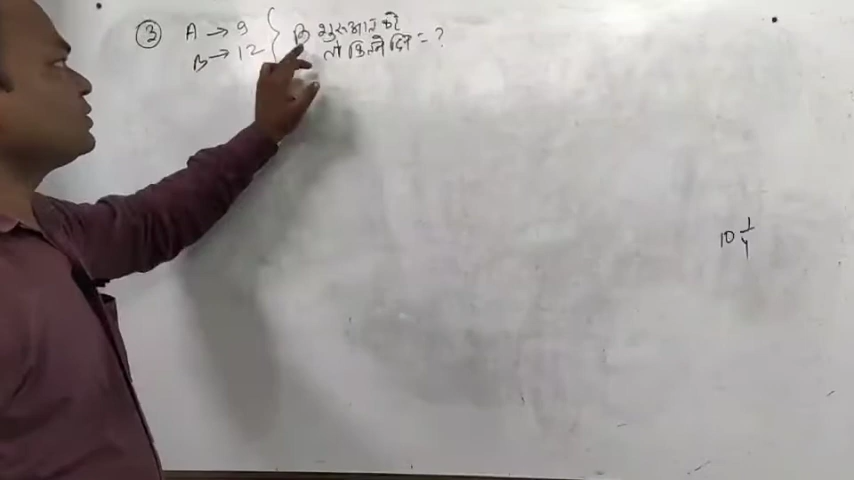 ③ A → 9 { B शुरुआत करे
B → 12 तो कितने दिन = ?
10 1/4